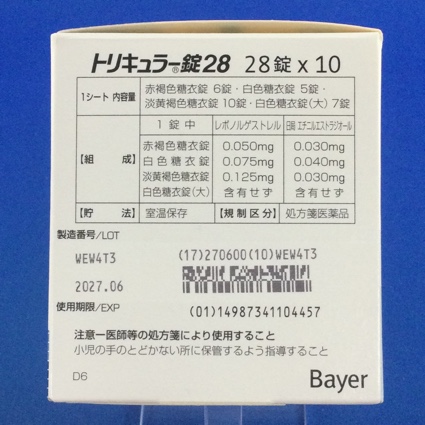 トリキュラー®錠28 28錠 x 10
1シート 内容量 赤褐色糖衣錠 6錠・白色糖衣錠 5錠・
淡黄褐色糖衣錠 10錠・白色糖衣錠(大) 7錠
【組 成】 1 錠 中 レボノルゲストレル 日局 エチニルエストラジオール
赤褐色糖衣錠 0.050mg 0.030mg
白色糖衣錠 0.075mg 0.040mg
淡黄褐色糖衣錠 0.125mg 0.030mg
白色糖衣錠(大) 含有せず 含有せず
【貯 法】 室温保存 【規制区分】 処方箋医薬品
製造番号/LOT
WEW4T3 (17)270600(10)WEW4T3
2027.06
使用期限/EXP (01)14987341104457
注意ー医師等の処方箋により使用すること
小児の手のとどかない所に保管するよう指導すること
D6 Bayer